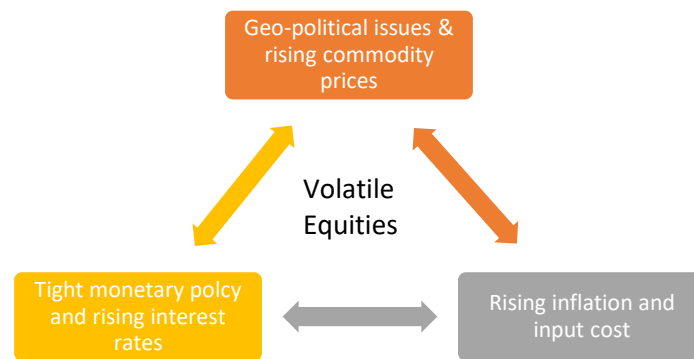 Geo-political issues &
rising commodity
prices
Volatile
Equities
Tight monetary polcy
and rising interest
rates
Rising inflation and
input cost